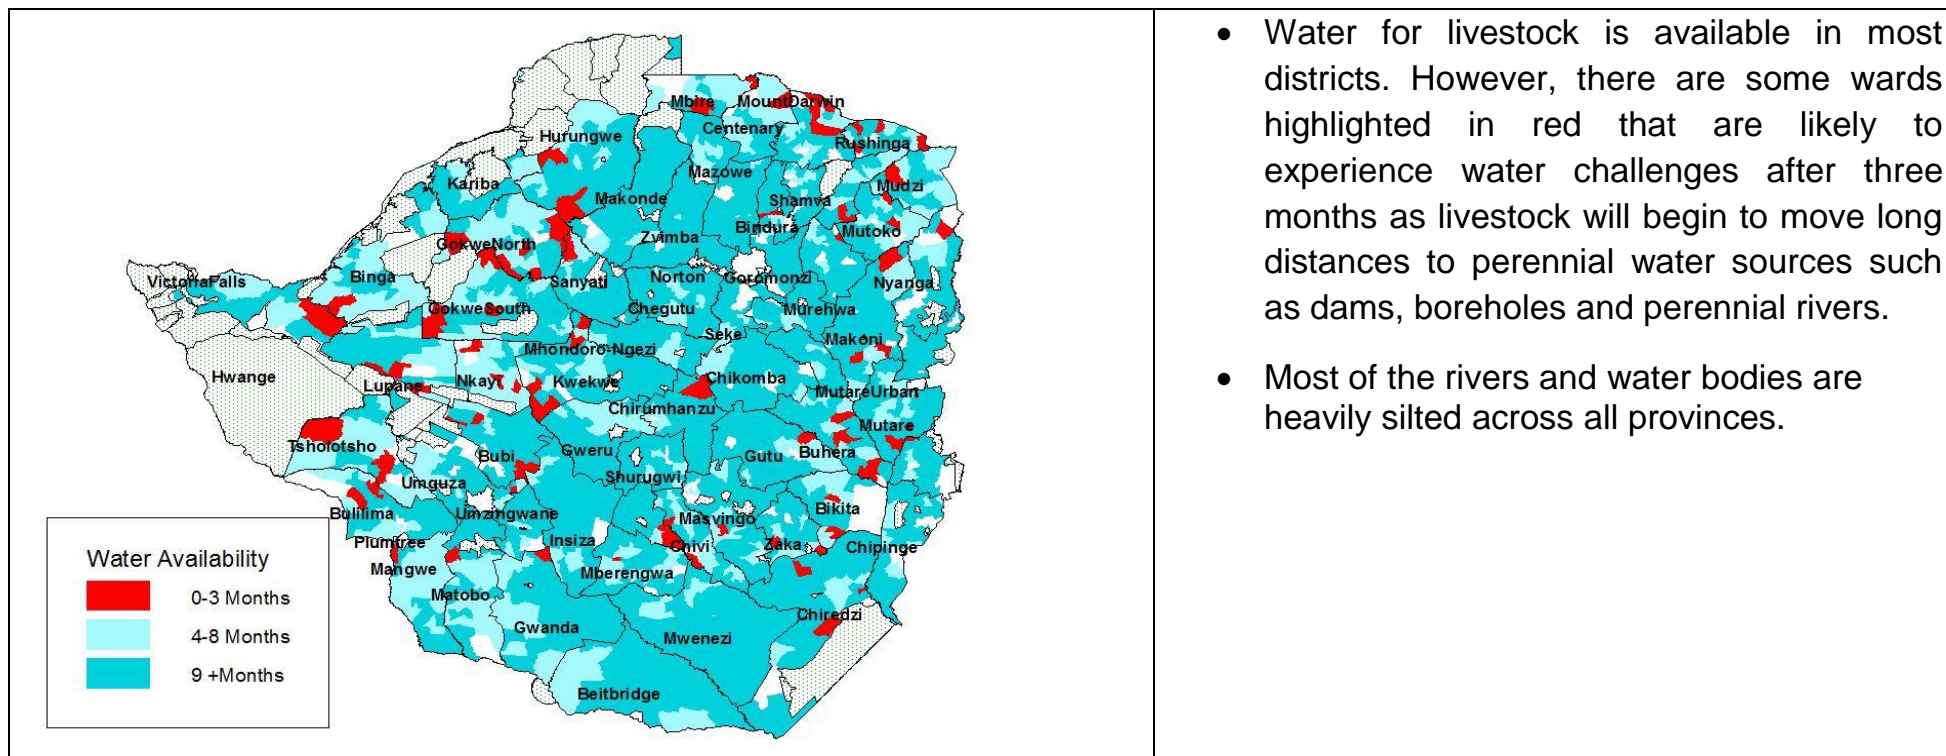 Mbire
MountDarwin
Centenary
Hurungwe
Rushinga
Mazowe
Kariba
Mudzi
Makonde
Shamva
Bindura
Mutoko
Zvimba
GokweNorth
VictoriaFalls
Binga
Sanyati
Norton
Goromonzi
Nyanga
GokweSouth
Chegutu
Murehwa
Seke
Makoni
Mhondoro-Ngezi
Hwange
Lupane
Nkayi
Kwekwe
Chikomba
MutareUrban
Chirumhanzu
Mutare
Tsholotsho
Bubi
Gweru
Gutu
Buhera
Umguza
Shurugwi
Bulilima
Umzingwane
Masvingo
Bikita
Plumtree
Insiza
Chivi
Zaka
Chipinge
Mangwe
Mberengwa
Matobo
Chiredzi
Gwanda
Mwenezi
Beitbridge
Water Availability
0-3 Months
4-8 Months
9 +Months
• Water for livestock is available in most
districts. However, there are some wards
highlighted in red that are likely to
experience water challenges after three
months as livestock will begin to move long
distances to perennial water sources such
as dams, boreholes and perennial rivers.
• Most of the rivers and water bodies are
heavily silted across all provinces.